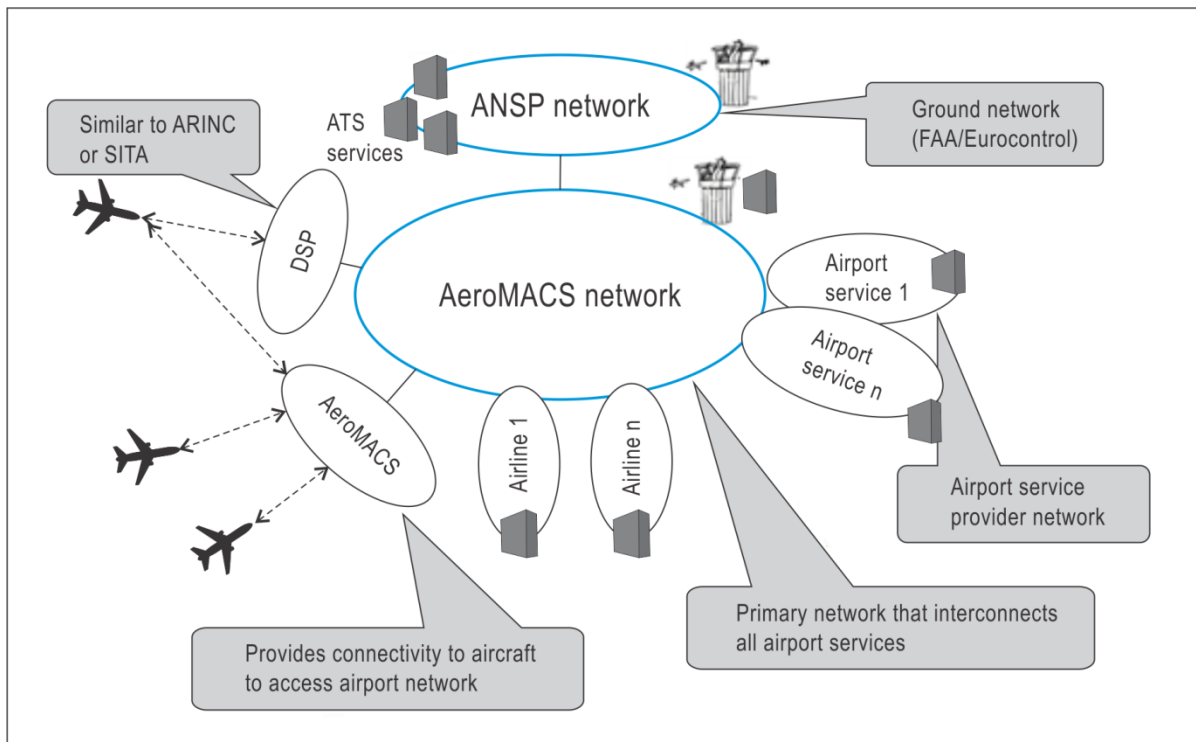 ANSP network
ATS
services
Ground network
(FAA/Eurocontrol)
Similar to ARINC
or SITA
DSP
AeroMACS network
Airport
service 1
Airport
service n
AeroMACS
Airline 1
Airline n
Airport service
provider network
Primary network that interconnects
all airport services
Provides connectivity to aircraft
to access airport network